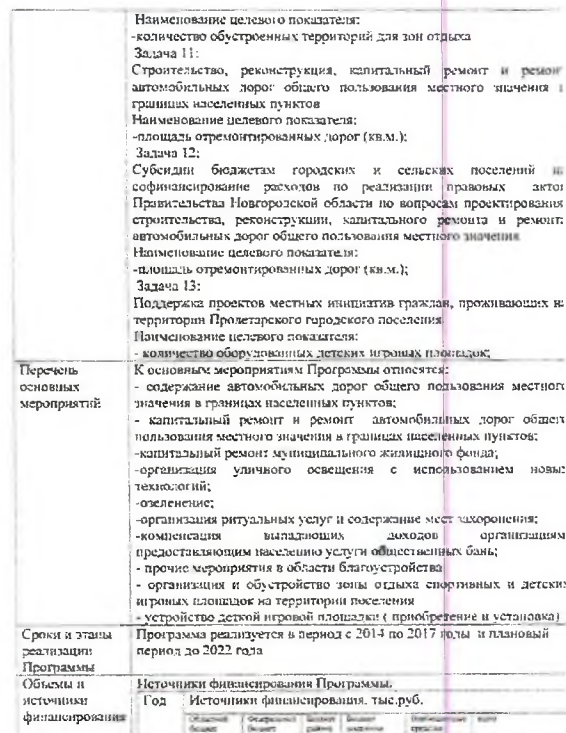 Наименование целевого показателя:
-количество обустроенных территорий для зон отдыха
Задача 11:
Строительство, реконструкция, капитальный ремонт и ремонт
автомобильных дорог общего пользования местного значения
границах населенных пунктов
Наименование целевого показателя:
-площадь отремонтированных дорог (кв.м.);
Задача 12:
Субсидии бюджетам городских и сельских поселений
софинансирование расходов по реализации правовых актов
Правительства Новгородской области по вопросам проектирования
строительства, реконструкции, капитального ремонта и ремонта
автомобильных дорог общего пользования местного значения
Наименование целевого показателя:
-площадь отремонтированных дорог (кв.м.);
Задача 13:
Поддержка проектов местных инициатив граждан, проживающих на
территории Пролетарского городского поселения
Наименование целевого показателя:
- количество оборудованных детских игровых площадок;
Перечень основных мероприятий
К основным мероприятиям Программы относятся:
- содержание автомобильных дорог общего пользования местного
значения в границах населенных пунктов;
- капитальный ремонт и ремонт автомобильных дорог общего
пользования местного значения в границах населенных пунктов;
-капитальный ремонт муниципального жилищного фонда;
-организация уличного освещения с использованием новых
технологий;
-озеленение;
-организация ритуальных услуг и содержание мест захоронения;
-компенсация выпадающих доходов организациям
предоставляющим населению услуги общественных бань;
- прочие мероприятия в области благоустройства
- организация и обустройство зоны отдыха спортивных и детских
игровых площадок на территории поселения
- устройство деткой игровой площадки ( приобретение и установка)
Сроки и этапы реализации Программы
Программа реализуется в период с 2014 по 2017 годы и плановый
период до 2022 года
Объемы и источники финансирования
Источники финансирования Программы.
Год Источники финансирования, тыс.руб.
Областной бюджет Федеральный бюджет Бюджет района Бюджет